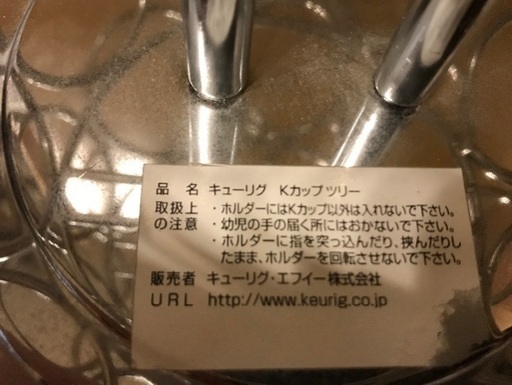 品 名 キューリグ Kカップツリー
取扱上 ・ホルダーにはKカップ以外は入れないで下さい。
の注意 ・幼児の手の届く所にはおかないで下さい。
・ホルダーに指を突っ込んだり、挟んだりし
たまま、ホルダーを回転させないで下さい。
販売者 キューリグ・エフイー株式会社
URL http://www.keurig.co.jp